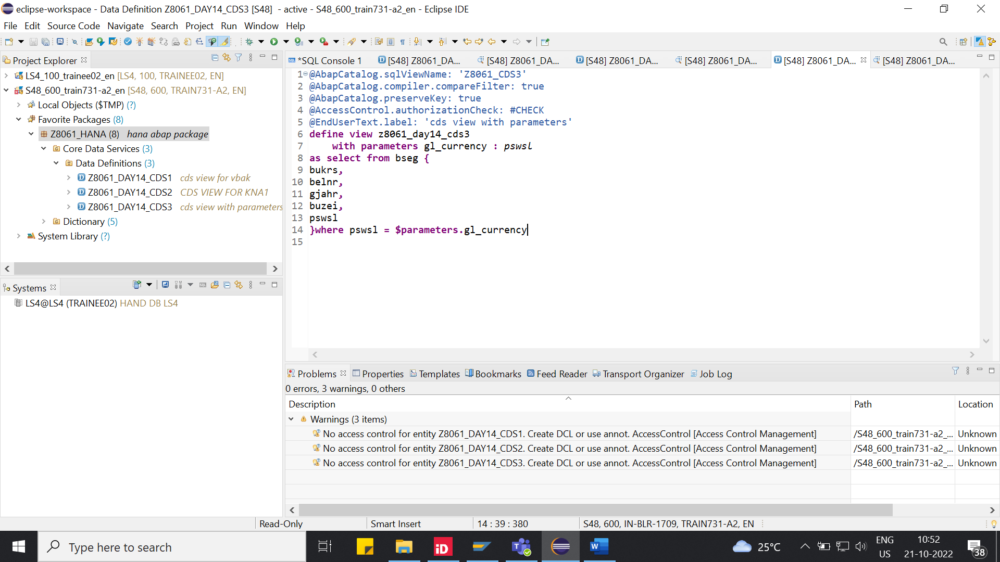 eclipse-workspace - Data Definition Z8061_DAY14_CDS3 [S48]  - active - S48_600_train731-a2_en - Eclipse IDE
File Edit Source Code Navigate Search Project Run Window Help
Project Explorer
LS4_100_trainee02_en [LS4, 100, TRAINEE02, EN]
S48_600_train731-a2_en [S48, 600, TRAIN731-A2, EN]
Local Objects ($TMP) (?)
Favorite Packages (8)
Z8061_HANA (8) hana abap package
Core Data Services (3)
Data Definitions (3)
Z8061_DAY14_CDS1 cds view for vbak
Z8061_DAY14_CDS2 CDS VIEW FOR KNA1
Z8061_DAY14_CDS3 cds view with parameters
Dictionary (5)
System Library (?)
Systems
LS4@LS4 (TRAINEE02) HAND DB LS4
*SQL Console 1 [S48] Z8061_DA... [S48] Z8061_DA... [S48] Z8061_DA... [S48] Z8061_DA... [S48] Z8061_DA... [S48] Z8061_DA...
1 @AbapCatalog.sqlViewName: 'Z8061_CDS3'
2 @AbapCatalog.compiler.compareFilter: true
3 @AbapCatalog.preserveKey: true
4 @AccessControl.authorizationCheck: #CHECK
5 @EndUserText.label: 'cds view with parameters'
6 define view z8061_day14_cds3
7 with parameters gl_currency : pswsl
8 as select from bseg {
9 bukrs,
10 belnr,
11 gjahr,
12 buzei,
13 pswsl
14 }where pswsl = $parameters.gl_currency
15
Problems Properties Templates Bookmarks Feed Reader Transport Organizer Job Log
0 errors, 3 warnings, 0 others
Description Path Location
Warnings (3 items)
No access control for entity Z8061_DAY14_CDS1. Create DCL or use annot. AccessControl [Access Control Management] /S48_600_train731-a2_... Unknown
No access control for entity Z8061_DAY14_CDS2. Create DCL or use annot. AccessControl [Access Control Management] /S48_600_train731-a2_... Unknown
No access control for entity Z8061_DAY14_CDS3. Create DCL or use annot. AccessControl [Access Control Management] /S48_600_train731-a2_... Unknown
Read-Only Smart Insert 14 : 39 : 380 S48, 600, IN-BLR-1709, TRAIN731-A2, EN
Type here to search
iD
W
25°C
ENG
US
10:52
21-10-2022
38